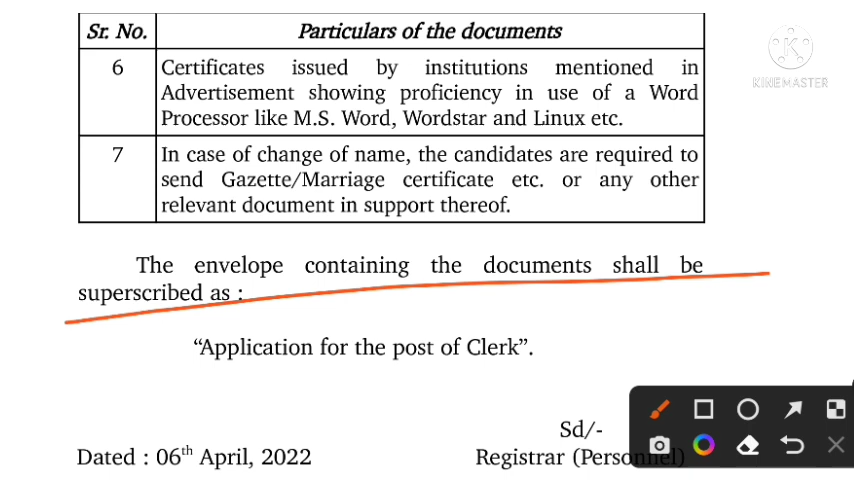 Sr. No. Particulars of the documents
6 Certificates issued by institutions mentioned in
Advertisement showing proficiency in use of a Word
Processor like M.S. Word, Wordstar and Linux etc.
7 In case of change of name, the candidates are required to
send Gazette/Marriage certificate etc. or any other
relevant document in support thereof.
The envelope containing the documents shall be
superscribed as :
“Application for the post of Clerk”.
Sd/-
Dated : 06th April, 2022 Registrar (Personnel)
K
KINEMASTER